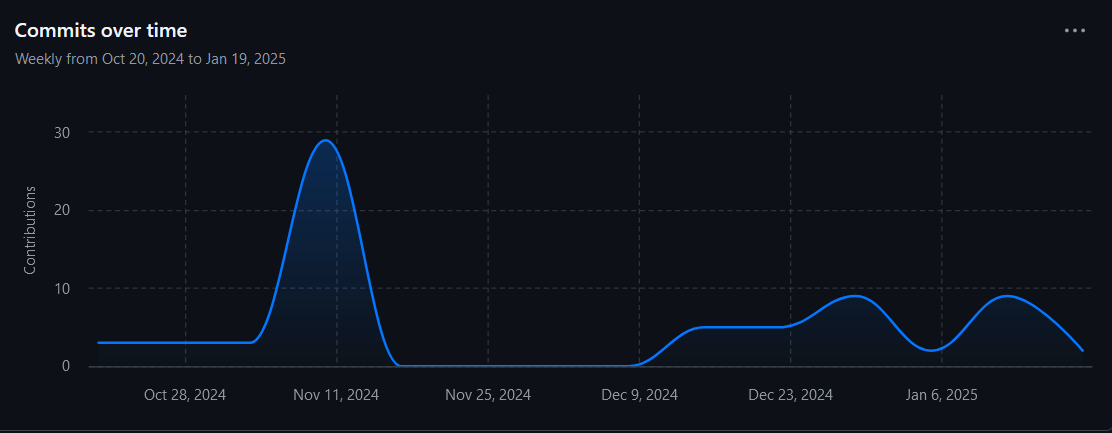 Commits over time
Weekly from Oct 20, 2024 to Jan 19, 2025
Contributions
30
20
10
0
Oct 28, 2024 Nov 11, 2024 Nov 25, 2024 Dec 9, 2024 Dec 23, 2024 Jan 6, 2025